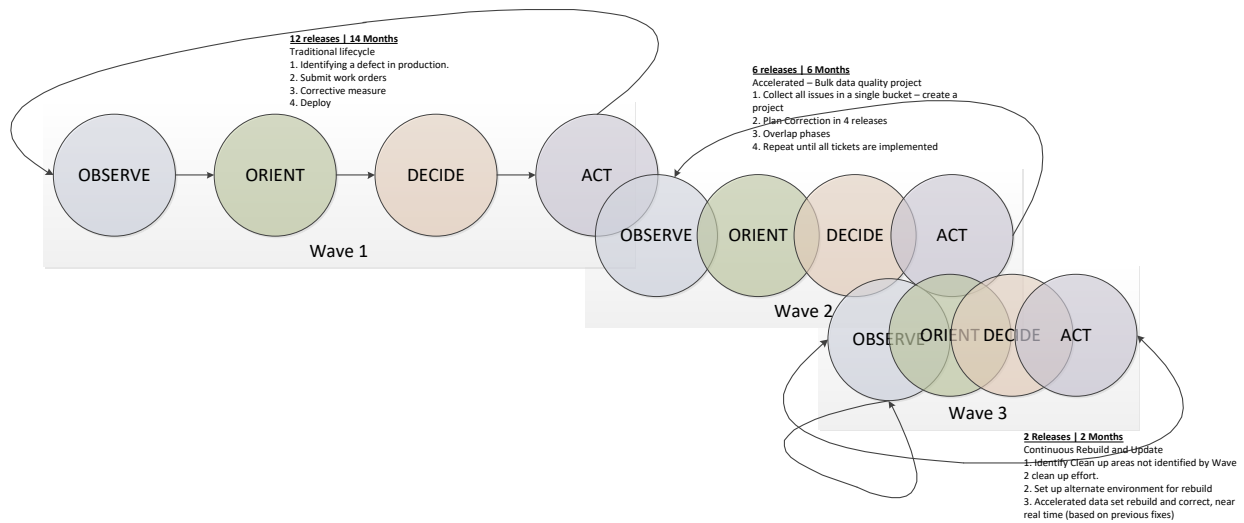 12 releases | 14 Months
Traditional lifecycle
1. Identifying a defect in production.
2. Submit work orders
3. Corrective measure
4. Deploy
OBSERVE
ORIENT
DECIDE
ACT
Wave 1
6 releases | 6 Months
Accelerated – Bulk data quality project
1. Collect all issues in a single bucket – create a
project
2. Plan Correction in 4 releases
3. Overlap phases
4. Repeat until all tickets are implemented
OBSERVE
ORIENT
DECIDE
ACT
Wave 2
OBSERVE
ORIENT
DECIDE
ACT
Wave 3
2 Releases | 2 Months
Continuous Rebuild and Update
1. Identify Clean up areas not identified by Wave
2 clean up effort.
2. Set up alternate environment for rebuild
3. Accelerated data set rebuild and correct, near
real time (based on previous fixes)